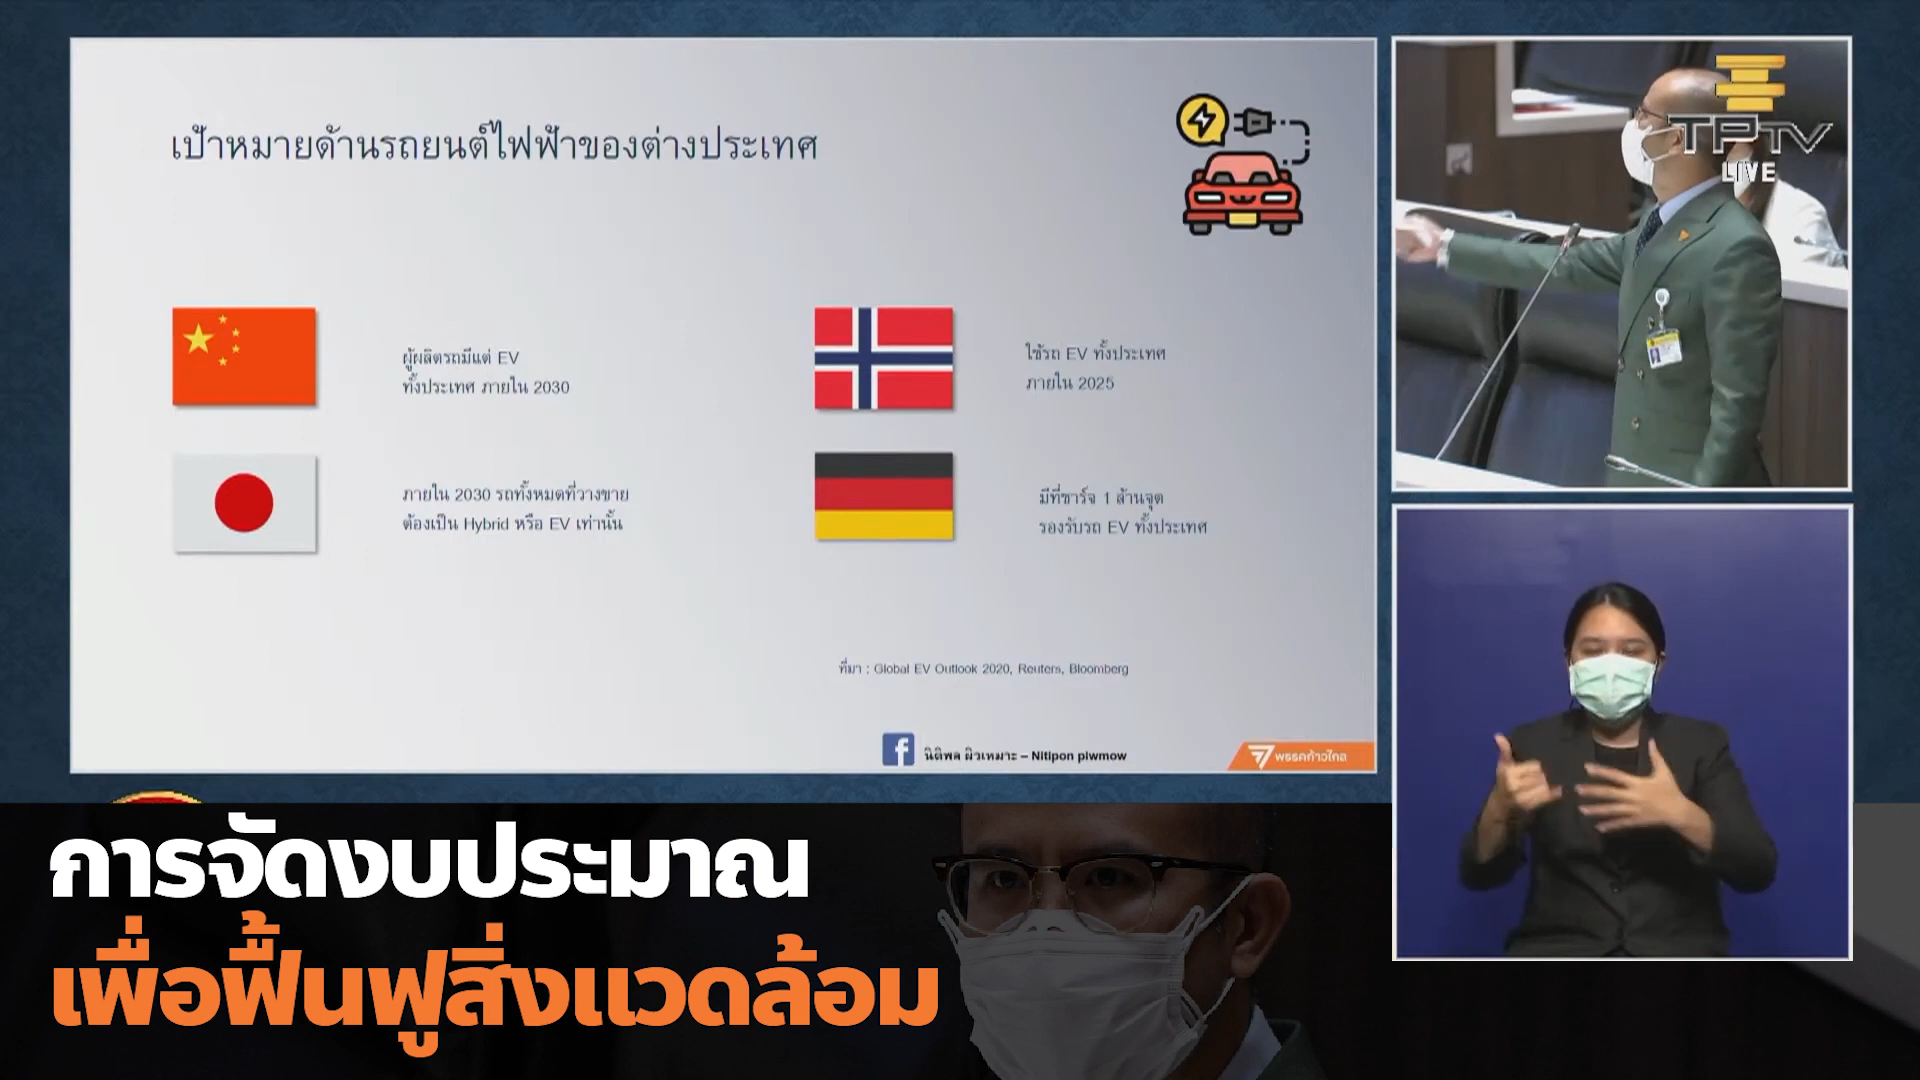 เป้าหมายด้านรถยนต์ไฟฟ้าของต่างประเทศ
ผู้ผลิตรถมีแต่ EV
ทั้งประเทศ ภายใน 2030
ใช้รถ EV ทั้งประเทศ
ภายใน 2025
ภายใน 2030 รถทั้งหมดที่วางขาย
ต้องเป็น Hybrid หรือ EV เท่านั้น
มีที่ชาร์จ 1 ล้านจุด
รองรับรถ EV ทั้งประเทศ
ที่มา : Global EV Outlook 2020, Reuters, Bloomberg
นิติพล ผิวเหมาะ – Nitipon piwmow
พรรคก้าวไกล
TPTV
LIVE
การจัดงบประมาณ
เพื่อฟื้นฟูสิ่งแวดล้อม